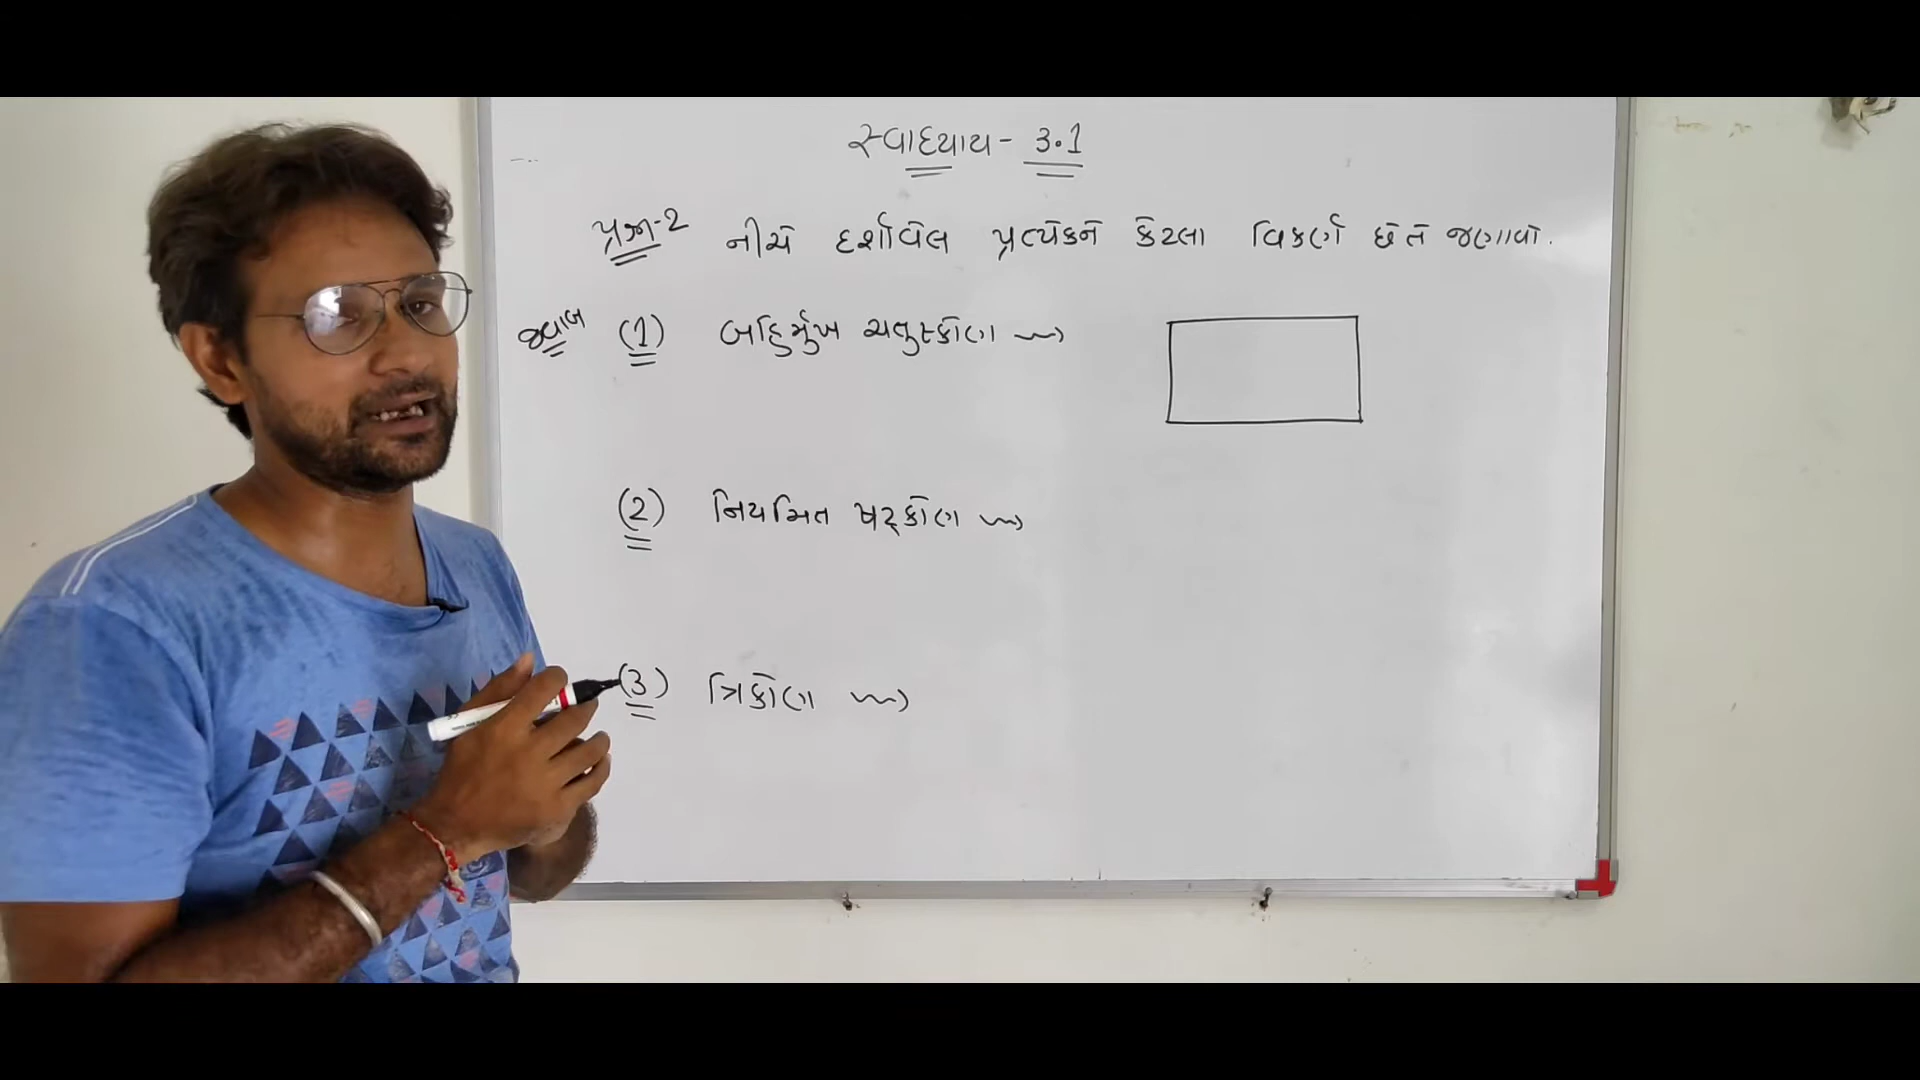 સ્વાધ્યાય - 3.1
પ્રશ્ન-2 નીચે દર્શાવેલ પ્રત્યેકને કેટલા વિકર્ણ છે તે જણાવો.
જવાબ (1) બહિર્મુખ ચતુષ્કોણ
(2) નિયમિત ષટ્કોણ
(3) ત્રિકોણ